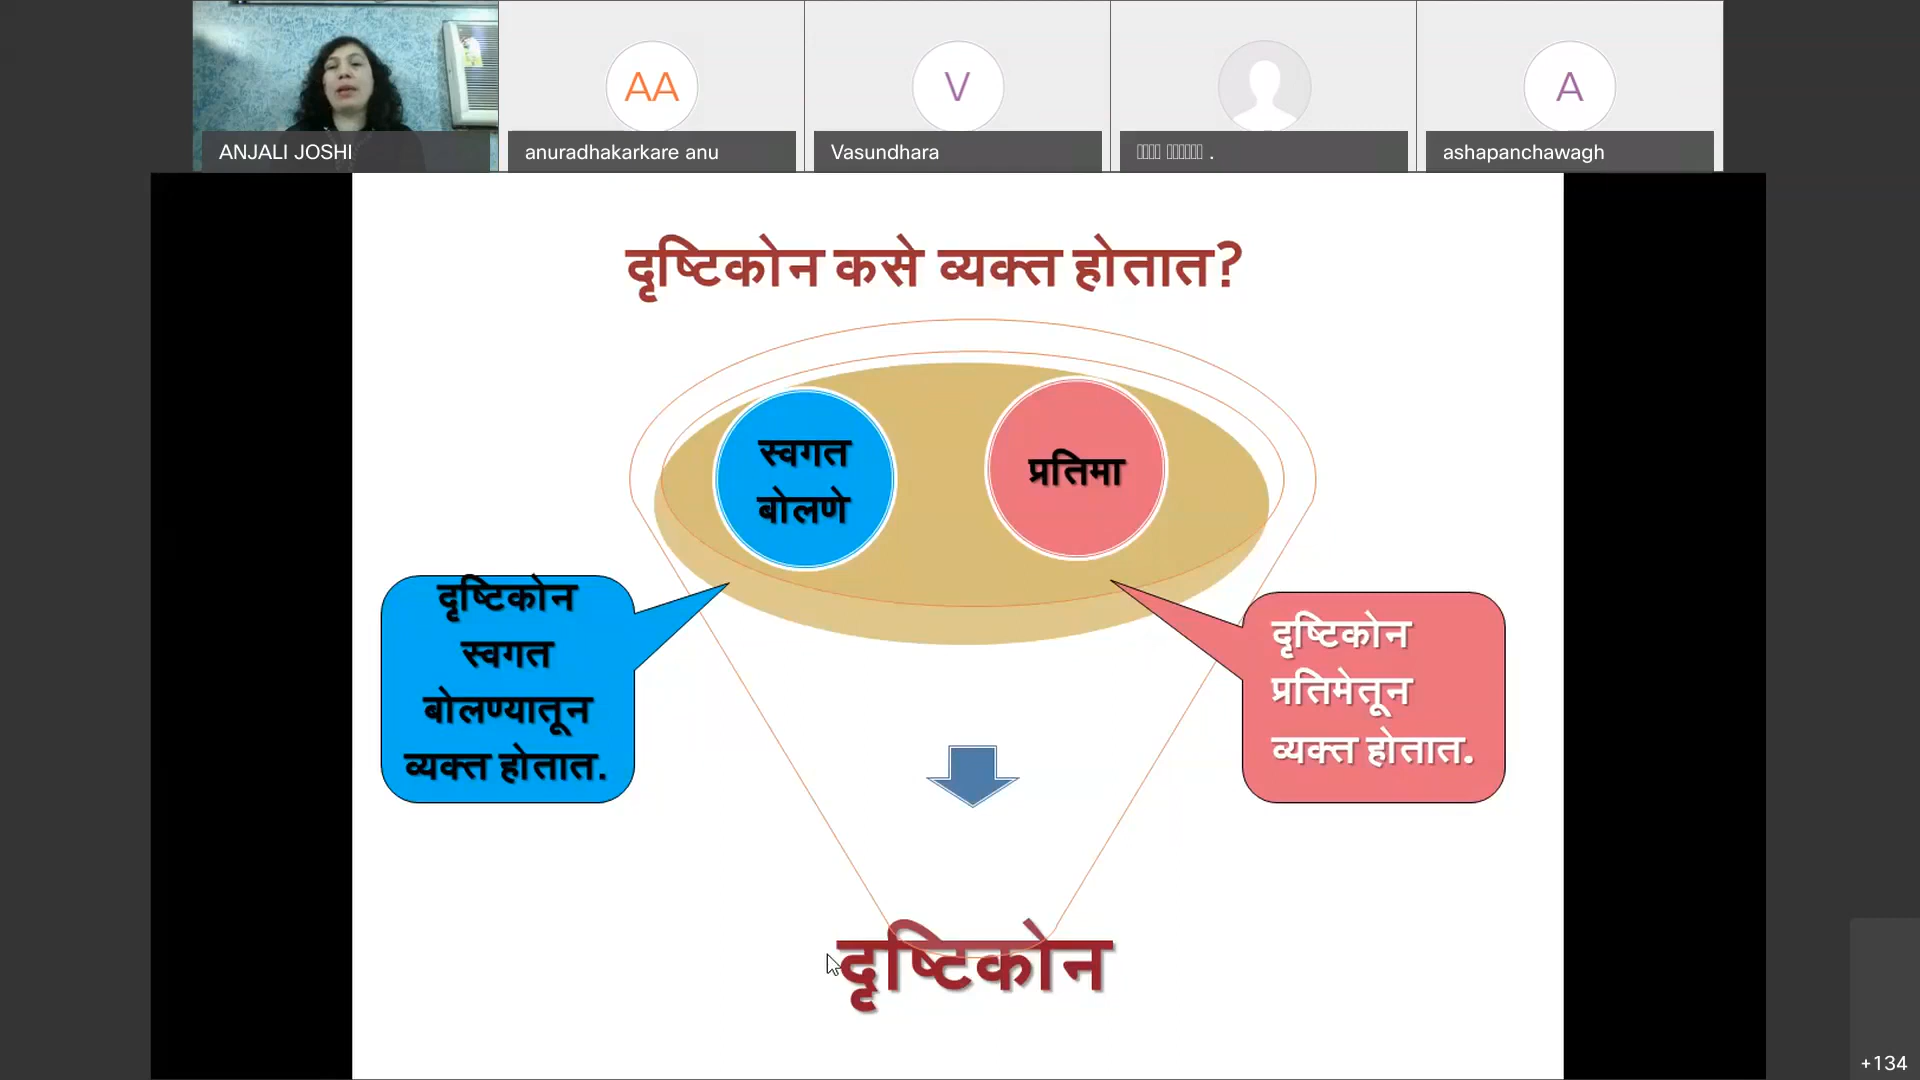 ANJALI JOSHI
AA
anuradhakarkare anu
V
Vasundhara
A
ashapanchawagh
दृष्टिकोन कसे व्यक्त होतात?
स्वगत
बोलणे
प्रतिमा
दृष्टिकोन
स्वगत
बोलण्यातून
व्यक्त होतात.
दृष्टिकोन
प्रतिमेतून
व्यक्त होतात.
दृष्टिकोन
+134